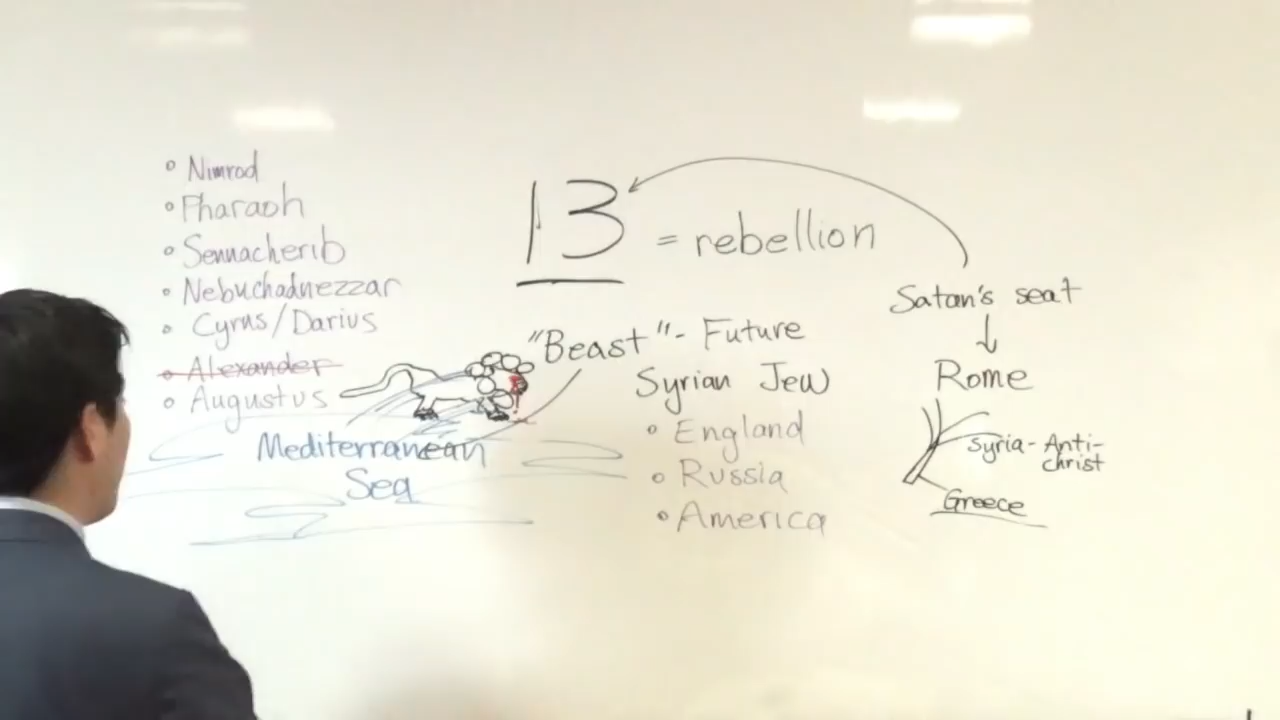 ° Nimrod
° Pharaoh
° Sennacherib
° Nebuchadnezzar
° Cyrus/Darius
° Alexander
° Augustus
Mediterranean
Sea
13 = rebellion
"Beast" - Future
Syrian Jew
° England
° Russia
° America
Satan's seat
Rome
Syria - Anti-
christ
Greece